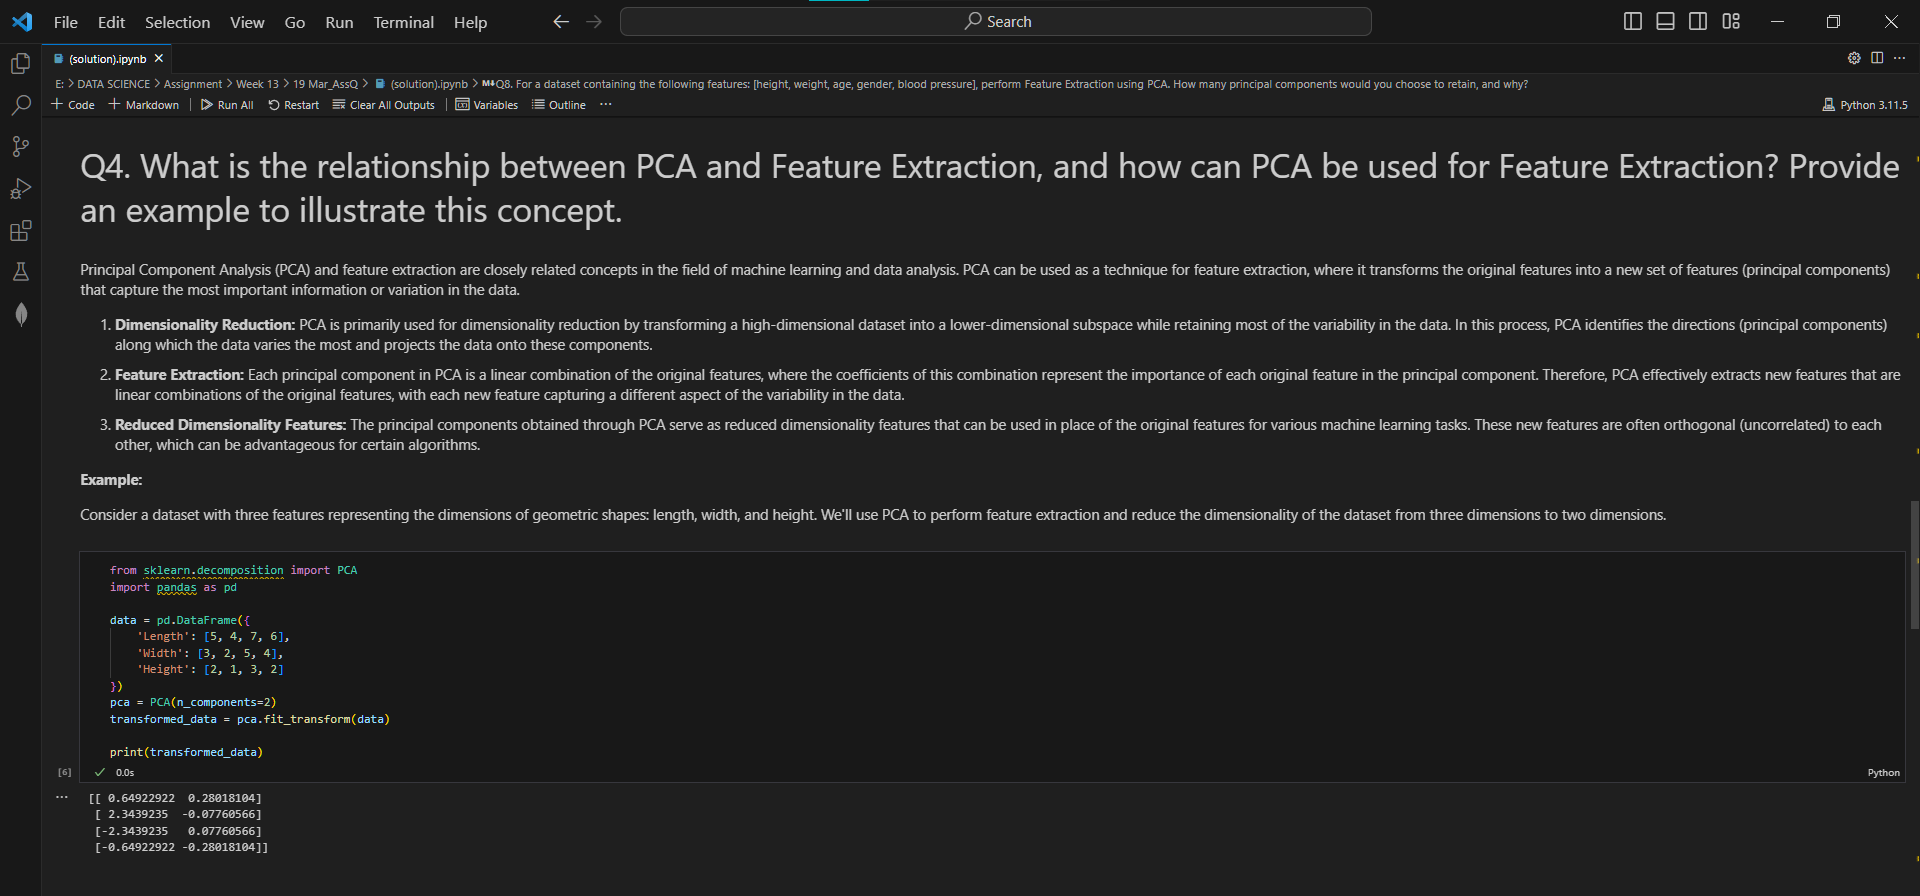 File Edit Selection View Go Run Terminal Help
Search
(solution).ipynb
E: > DATA SCIENCE > Assignment > Week 13 > 19 Mar_AssQ > (solution).ipynb > M↓Q8. For a dataset containing the following features: [height, weight, age, gender, blood pressure], perform Feature Extraction using PCA. How many principal components would you choose to retain, and why?
+ Code + Markdown | Run All Restart Clear All Outputs | Variables Outline ...
Python 3.11.5
Q4. What is the relationship between PCA and Feature Extraction, and how can PCA be used for Feature Extraction? Provide
an example to illustrate this concept.
Principal Component Analysis (PCA) and feature extraction are closely related concepts in the field of machine learning and data analysis. PCA can be used as a technique for feature extraction, where it transforms the original features into a new set of features (principal components)
that capture the most important information or variation in the data.
1. Dimensionality Reduction: PCA is primarily used for dimensionality reduction by transforming a high-dimensional dataset into a lower-dimensional subspace while retaining most of the variability in the data. In this process, PCA identifies the directions (principal components)
along which the data varies the most and projects the data onto these components.
2. Feature Extraction: Each principal component in PCA is a linear combination of the original features, where the coefficients of this combination represent the importance of each original feature in the principal component. Therefore, PCA effectively extracts new features that are
linear combinations of the original features, with each new feature capturing a different aspect of the variability in the data.
3. Reduced Dimensionality Features: The principal components obtained through PCA serve as reduced dimensionality features that can be used in place of the original features for various machine learning tasks. These new features are often orthogonal (uncorrelated) to each
other, which can be advantageous for certain algorithms.
Example:
Consider a dataset with three features representing the dimensions of geometric shapes: length, width, and height. We'll use PCA to perform feature extraction and reduce the dimensionality of the dataset from three dimensions to two dimensions.
from sklearn.decomposition import PCA
import pandas as pd
data = pd.DataFrame({
'Length': [5, 4, 7, 6],
'Width': [3, 2, 5, 4],
'Height': [2, 1, 3, 2]
})
pca = PCA(n_components=2)
transformed_data = pca.fit_transform(data)
print(transformed_data)
[6] 0.0s
Python
[[ 0.64922922 0.28018104]
[ 2.3439235 -0.07760566]
[-2.3439235 0.07760566]
[-0.64922922 -0.28018104]]